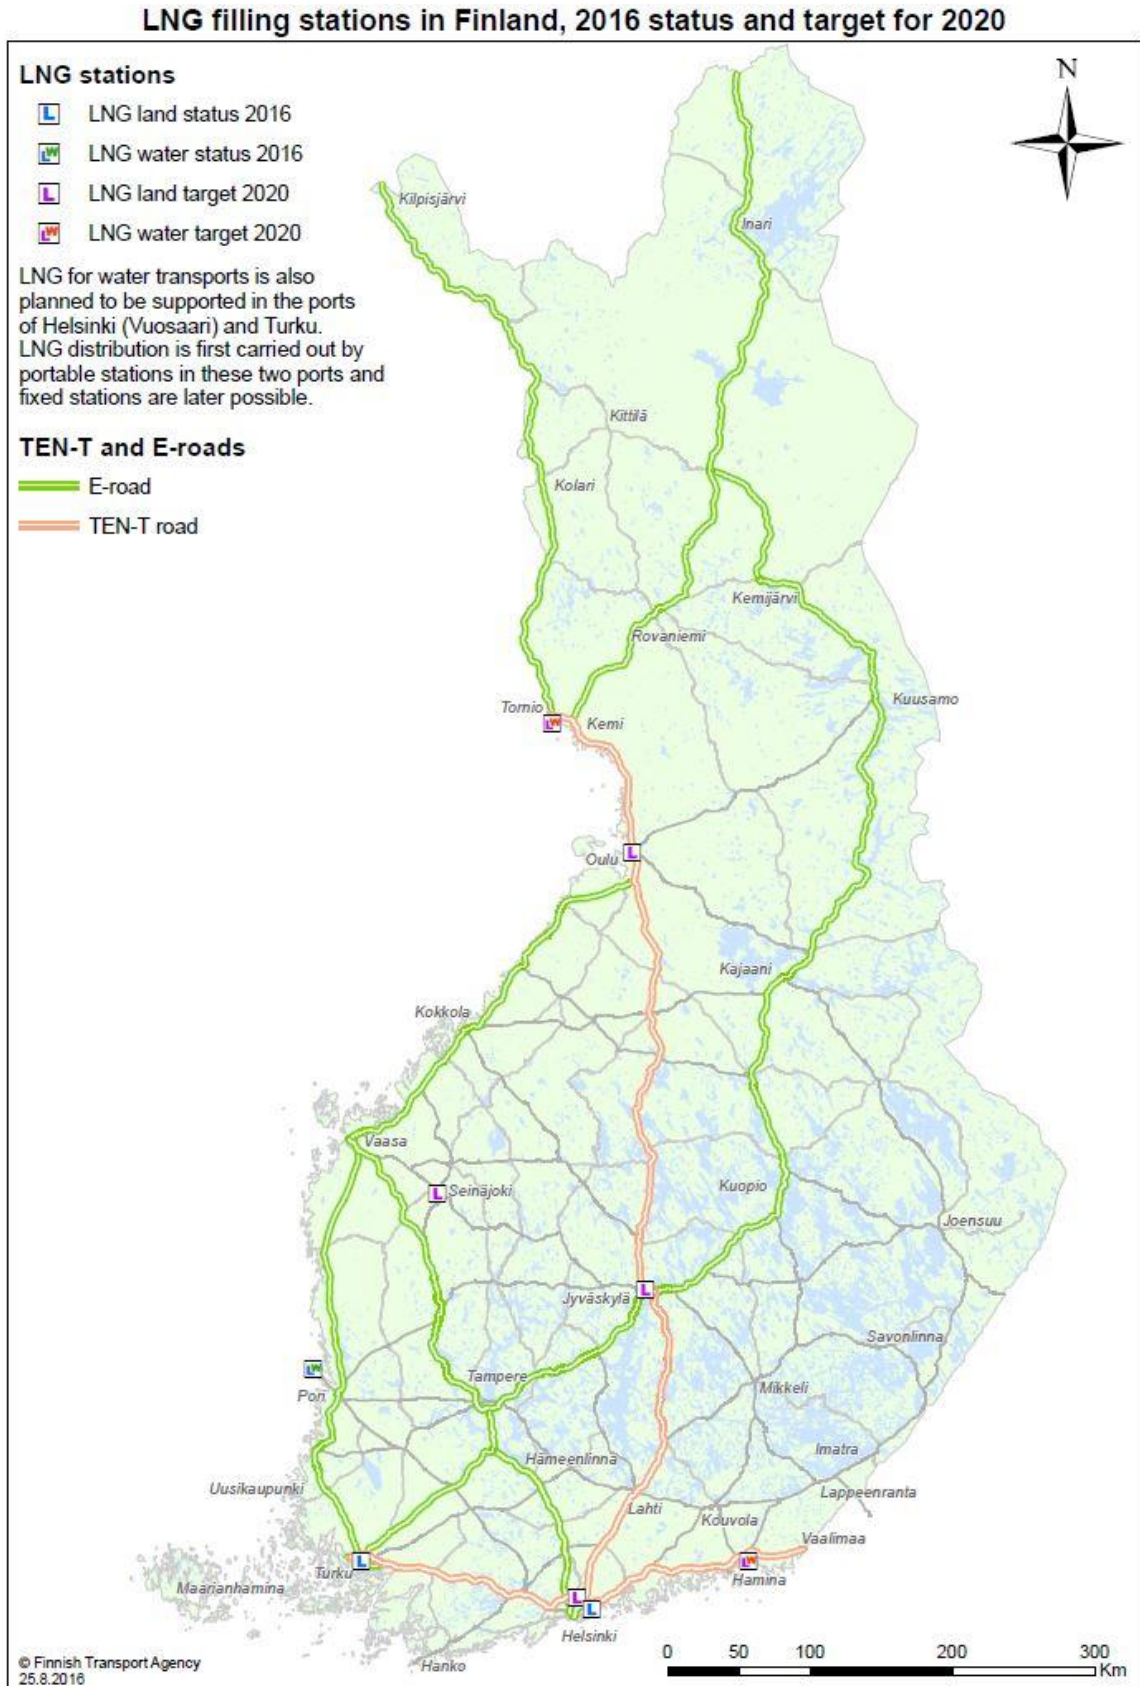 LNG filling stations in Finland, 2016 status and target for 2020
LNG stations
L LNG land status 2016
LW LNG water status 2016
L LNG land target 2020
LW LNG water target 2020
LNG for water transports is also
planned to be supported in the ports
of Helsinki (Vuosaari) and Turku.
LNG distribution is first carried out by
portable stations in these two ports and
fixed stations are later possible.
TEN-T and E-roads
E-road
TEN-T road
N
Kilpisjärvi
Inari
Kittilä
Kolari
Kemijärvi
Rovaniemi
Kuusamo
Tornio
LW
Kemi
Oulu
L
Kajaani
Kokkola
Vaasa
L
Seinäjoki
Kuopio
Joensuu
Jyväskylä
L
Savonlinna
LW
Pori
Tampere
Mikkeli
Imatra
Hämeenlinna
Uusikaupunki
Lappeenranta
Lahti
Kouvola
Vaalimaa
Turku
L
LW
Hamina
Maarianhamina
L
L
Helsinki
Hanko
© Finnish Transport Agency
25.8.2016
0 50 100 200 300
Km